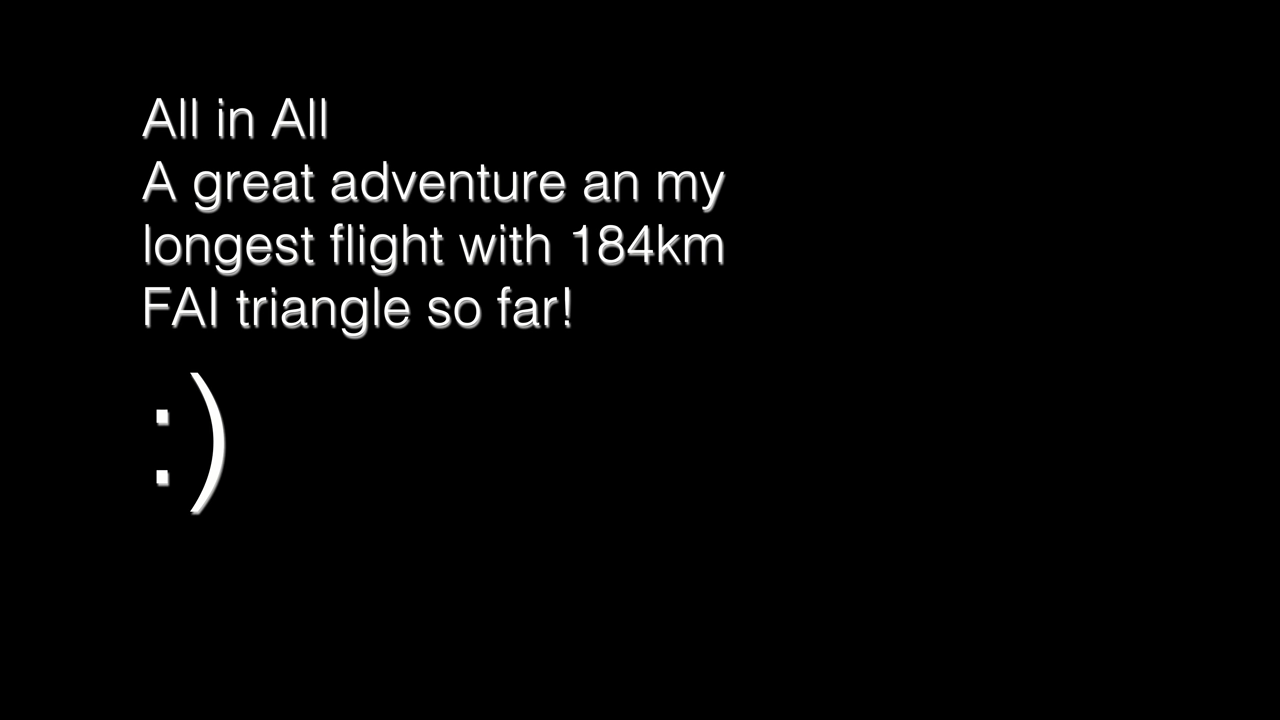 All in All
A great adventure an my
longest flight with 184km
FAI triangle so far!
:)